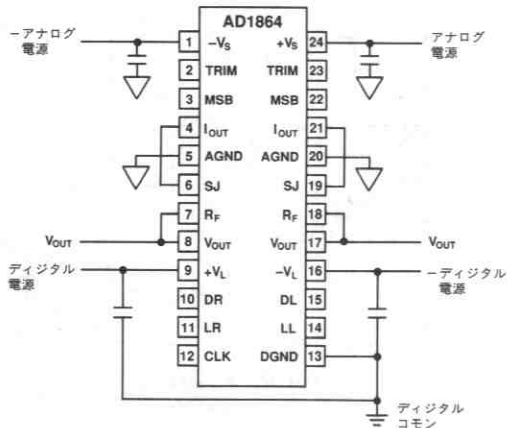 AD1864
−アナログ
電源
1 −VS +VS 24
アナログ
電源
2 TRIM TRIM 23
3 MSB MSB 22
4 IOUT IOUT 21
5 AGND AGND 20
6 SJ SJ 19
7 RF RF 18
VOUT 8 VOUT VOUT 17 VOUT
ディジタル
電源
9 +VL −VL 16
−ディジタル
電源
10 DR DL 15
11 LR LL 14
12 CLK DGND 13
ディジタル
コモン